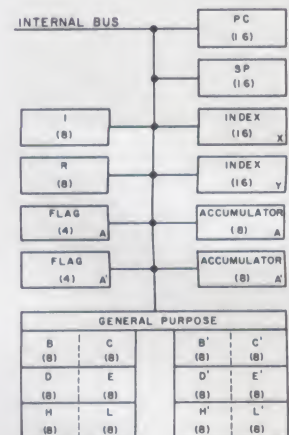 INTERNAL BUS
PC
(16)
SP
(16)
I
(8)
INDEX
(16) X
R
(8)
INDEX
(16) Y
FLAG
(4) A
ACCUMULATOR
(8) A
FLAG
(4) A'
ACCUMULATOR
(8) A'
GENERAL PURPOSE
B C B' C'
(8) (8) (8) (8)
D E D' E'
(8) (8) (8) (8)
H L H' L'
(8) (8) (8) (8)